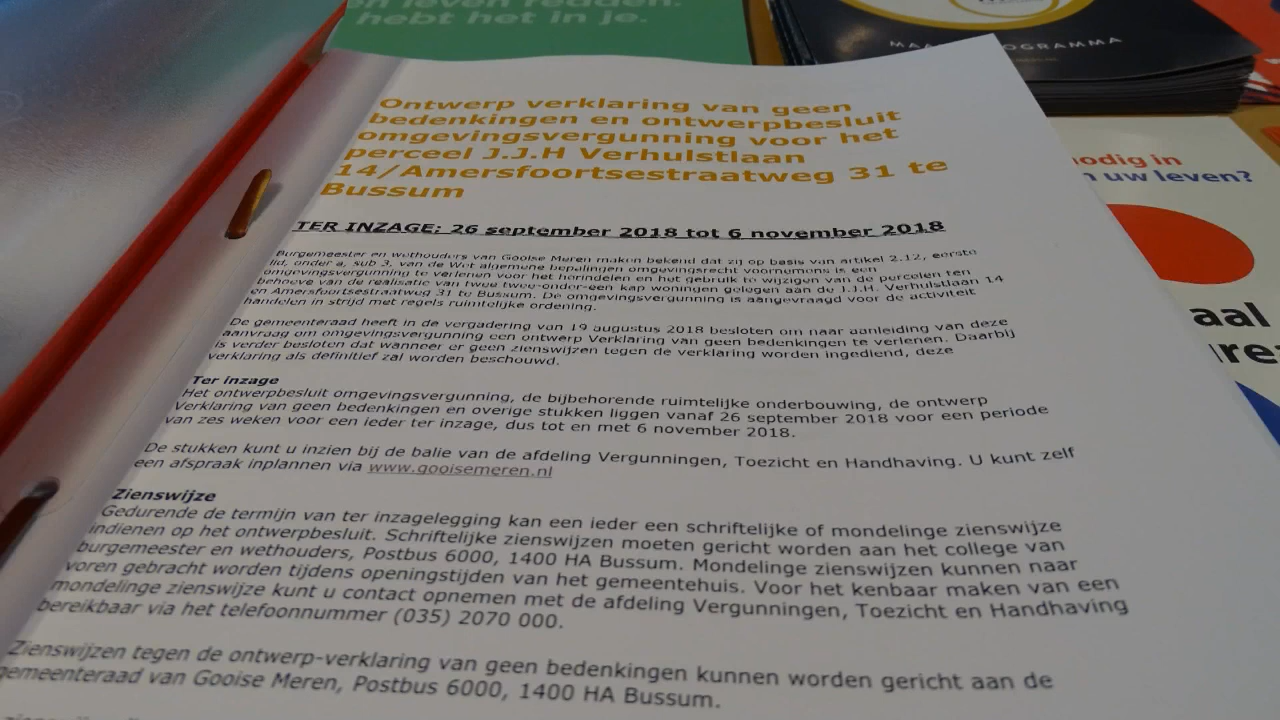 en leven redden.
hebt het in je.
PROGRAMMA
nodig in
uw leven?
aal
Ontwerp verklaring van geen
bedenkingen en ontwerpbesluit
omgevingsvergunning voor het
perceel J.J.H Verhulstlaan
14/Amersfoortsestraatweg 31 te
Bussum
TER INZAGE: 26 september 2018 tot 6 november 2018
Burgemeester en wethouders van Gooise Meren maken bekend dat zij op basis van artikel 2.12, eerste
lid, onder a, sub 3, van de Wet algemene bepalingen omgevingsrecht voornemens is een
omgevingsvergunning te verlenen voor het herindelen en het gebruik te wijzigen van de percelen ten
behoeve van de realisatie van twee twee-onder-een kap woningen gelegen aan de J.J.H. Verhulstlaan 14
en Amersfoortsestraatweg 31 te Bussum. De omgevingsvergunning is aangevraagd voor de activiteit
handelen in strijd met regels ruimtelijke ordening.
De gemeenteraad heeft in de vergadering van 19 augustus 2018 besloten om naar aanleiding van deze
aanvraag om omgevingsvergunning een ontwerp Verklaring van geen bedenkingen te verlenen. Daarbij
is verder besloten dat wanneer er geen zienswijzen tegen de verklaring worden ingediend, deze
verklaring als definitief zal worden beschouwd.
Ter inzage
Het ontwerpbesluit omgevingsvergunning, de bijbehorende ruimtelijke onderbouwing, de ontwerp
Verklaring van geen bedenkingen en overige stukken liggen vanaf 26 september 2018 voor een periode
van zes weken voor een ieder ter inzage, dus tot en met 6 november 2018.
De stukken kunt u inzien bij de balie van de afdeling Vergunningen, Toezicht en Handhaving. U kunt zelf
een afspraak inplannen via www.gooisemeren.nl
Zienswijze
Gedurende de termijn van ter inzagelegging kan een ieder een schriftelijke of mondelinge zienswijze
indienen op het ontwerpbesluit. Schriftelijke zienswijzen moeten gericht worden aan het college van
burgemeester en wethouders, Postbus 6000, 1400 HA Bussum. Mondelinge zienswijzen kunnen naar
voren gebracht worden tijdens openingstijden van het gemeentehuis. Voor het kenbaar maken van een
mondelinge zienswijze kunt u contact opnemen met de afdeling Vergunningen, Toezicht en Handhaving
bereikbaar via het telefoonnummer (035) 2070 000.
Zienswijzen tegen de ontwerp-verklaring van geen bedenkingen kunnen worden gericht aan de
gemeenteraad van Gooise Meren, Postbus 6000, 1400 HA Bussum.